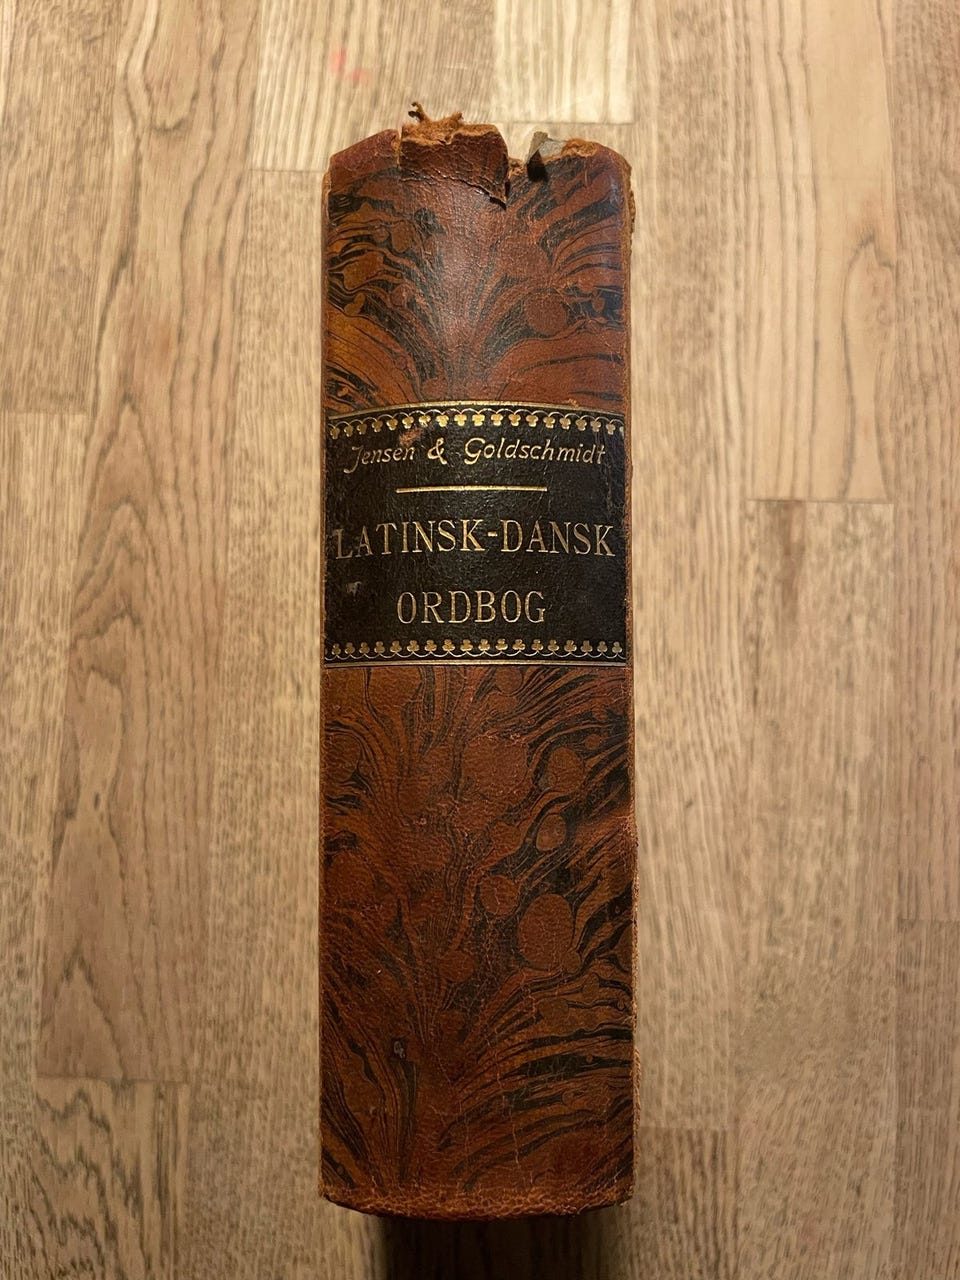 Jensen & Goldschmidt
LATINSK-DANSK
ORDBOG